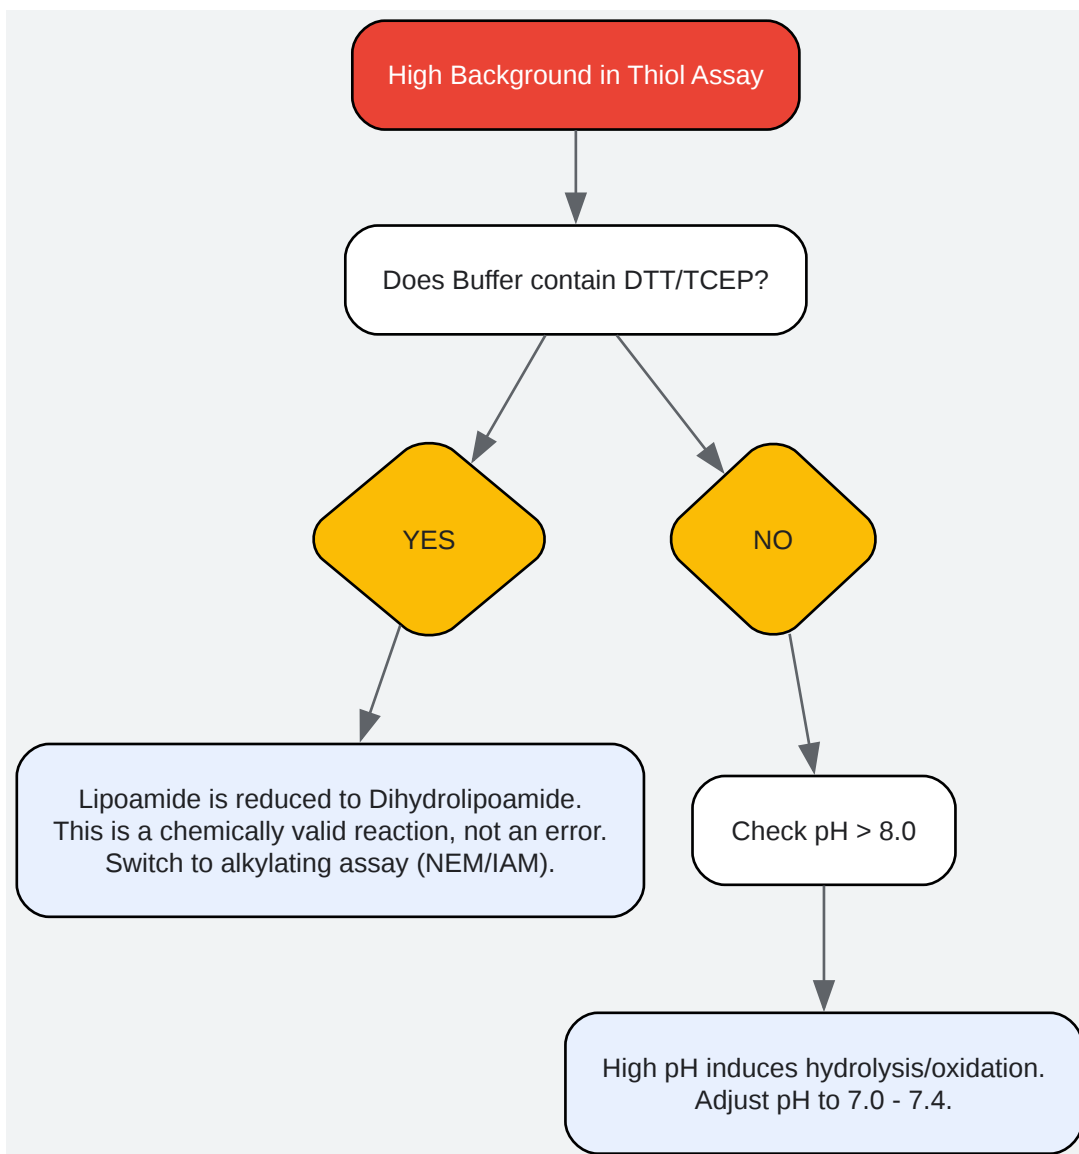 High Background in Thiol Assay
Does Buffer contain DTT/TCEP?
YES
NO
Lipoamide is reduced to Dihydrolipoamide.
This is a chemically valid reaction, not an error.
Switch to alkylating assay (NEM/IAM).
Check pH > 8.0
High pH induces hydrolysis/oxidation.
Adjust pH to 7.0 - 7.4.